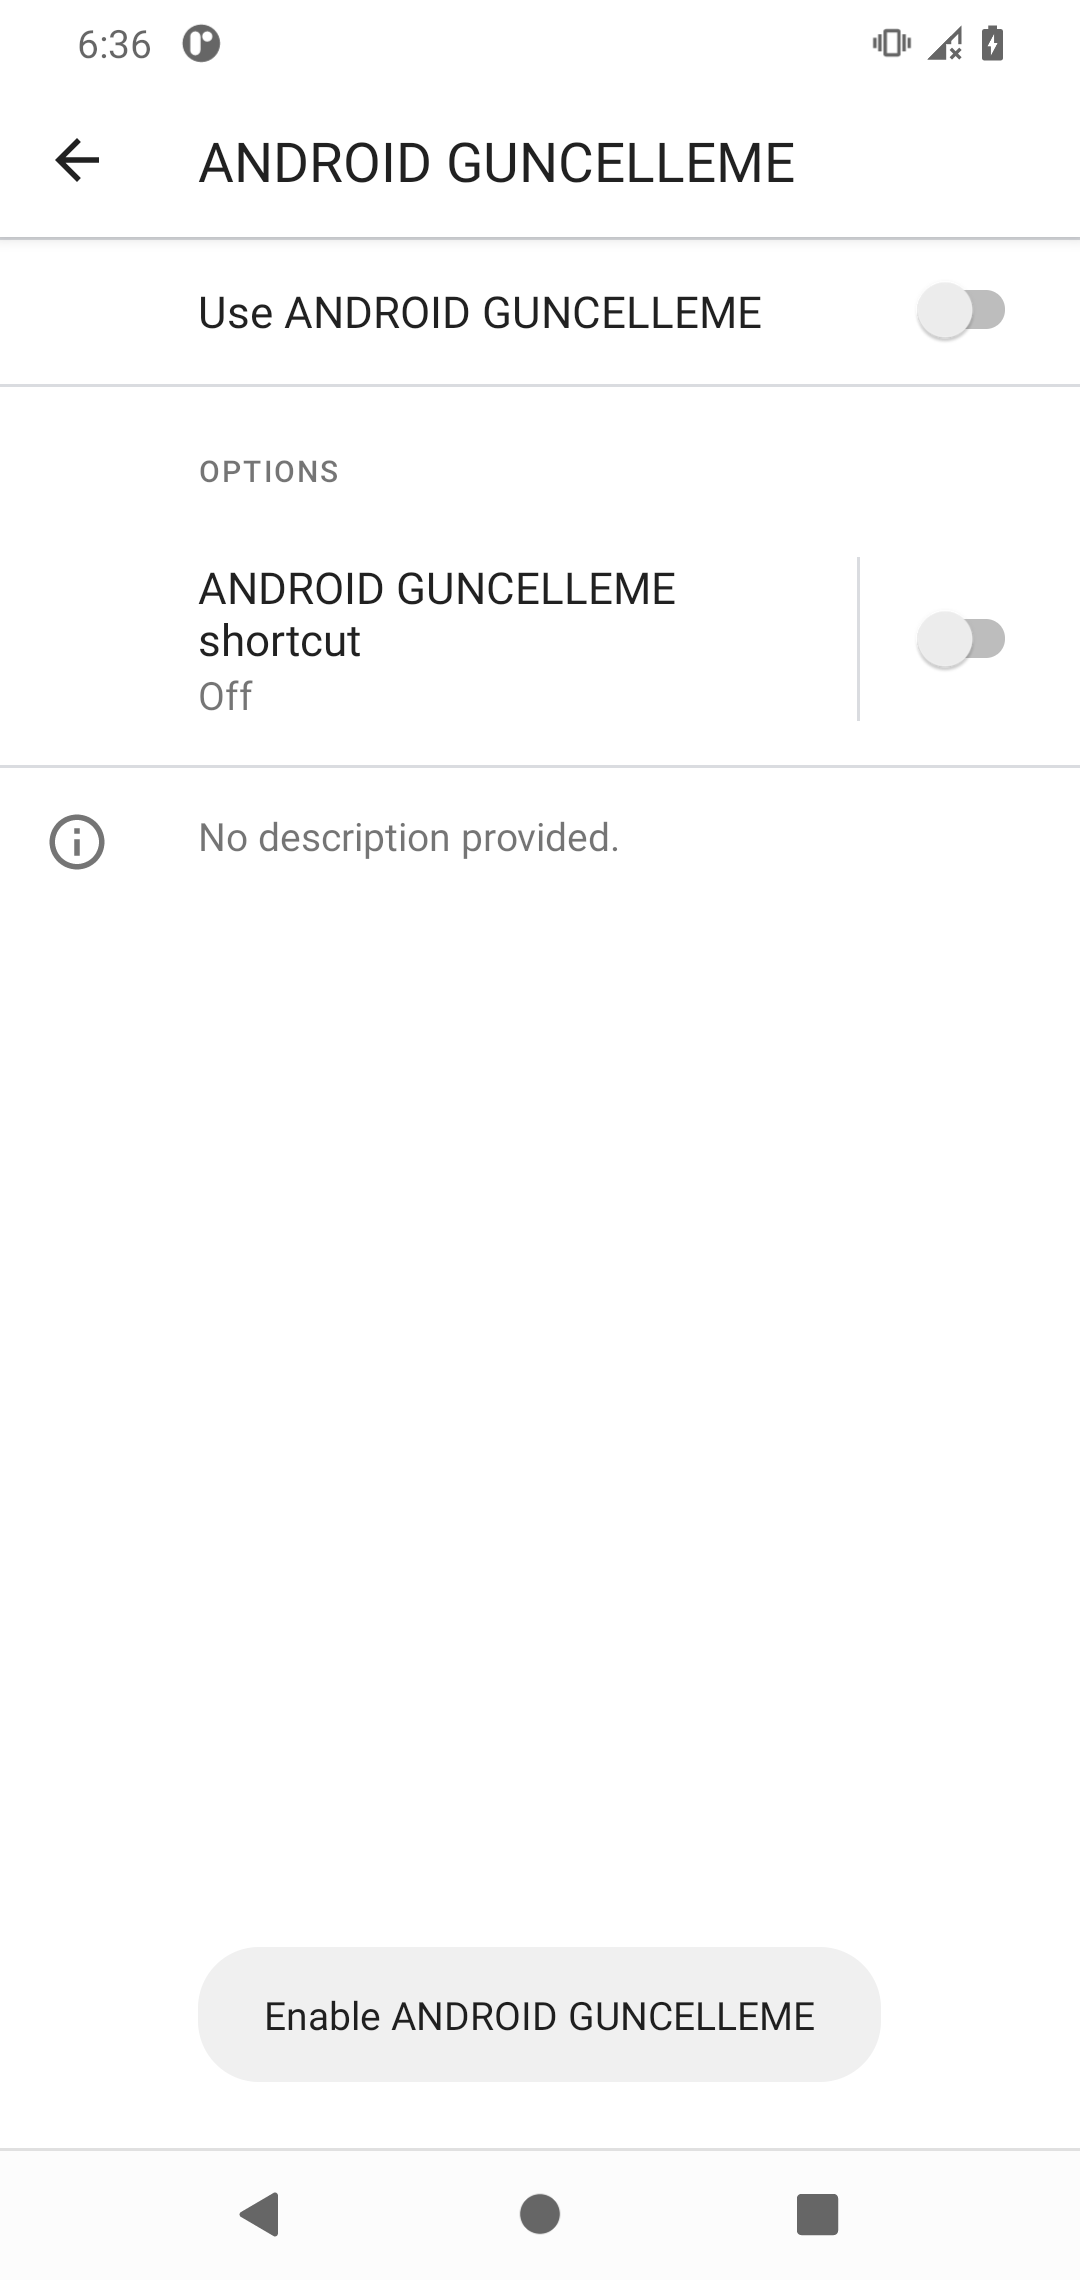 6:36
ANDROID GUNCELLEME
Use ANDROID GUNCELLEME
OPTIONS
ANDROID GUNCELLEME
shortcut
Off
No description provided.
Enable ANDROID GUNCELLEME